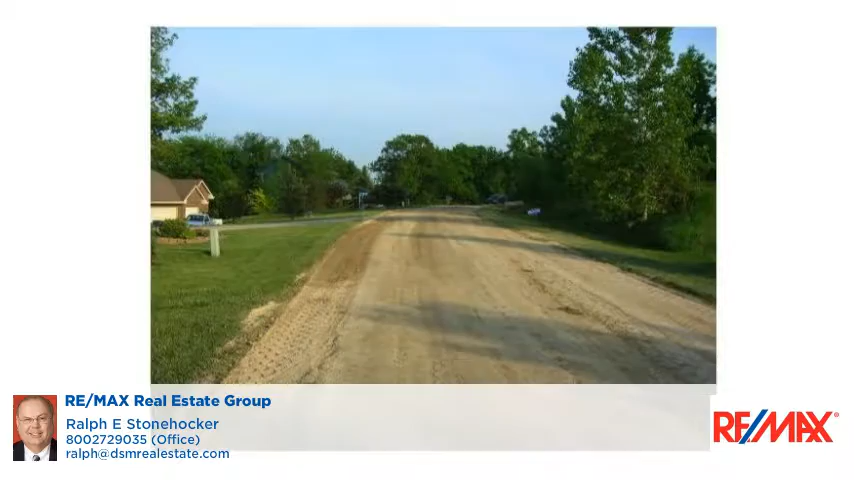 RE/MAX Real Estate Group
Ralph E Stonehocker
8002729035 (Office)
ralph@dsmrealestate.com
RE/MAX®